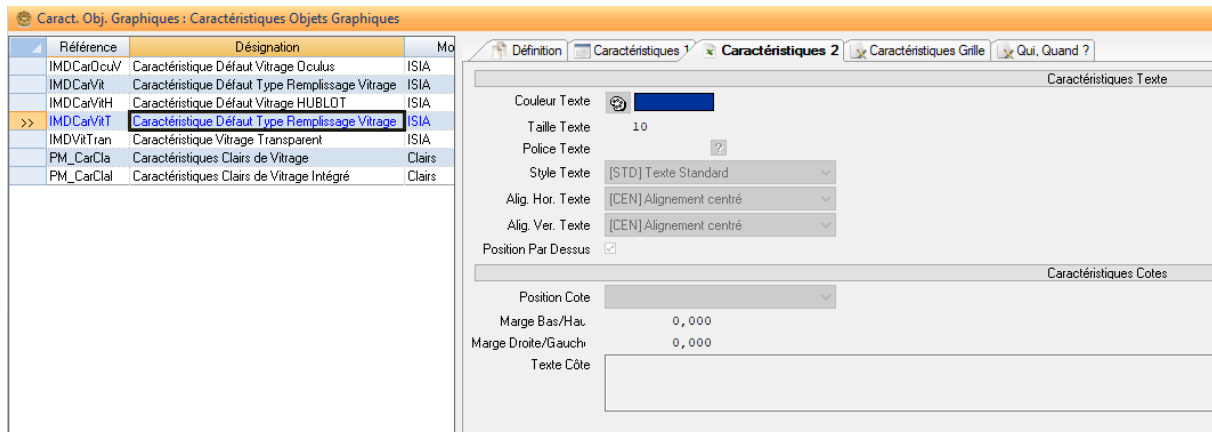 Caract. Obj. Graphiques : Caractéristiques Objets Graphiques
Référence Désignation Mo
IMDCarOcuV Caractéristique Défaut Vitrage Oculus ISIA
IMDCarVit Caractéristique Défaut Type Remplissage Vitrage ISIA
IMDCarVitH Caractéristique Défaut Vitrage HUBLOT ISIA
>> IMDCarVitT Caractéristique Défaut Type Remplissage Vitrage ISIA
IMDVitTran Caractéristique Vitrage Transparent ISIA
PM_CarCla Caractéristiques Clairs de Vitrage Clairs
PM_CarClaI Caractéristiques Clairs de Vitrage Intégré Clairs
Définition Caractéristiques 1 Caractéristiques 2 Caractéristiques Grille Qui, Quand ?
Caractéristiques Texte
Couleur Texte
Taille Texte 10
Police Texte ?
Style Texte [STD] Texte Standard
Alig. Hor. Texte [CEN] Alignement centré
Alig. Ver. Texte [CEN] Alignement centré
Position Par Dessus
Caractéristiques Cotes
Position Cote
Marge Bas/Hau 0,000
Marge Droite/Gauche 0,000
Texte Côte